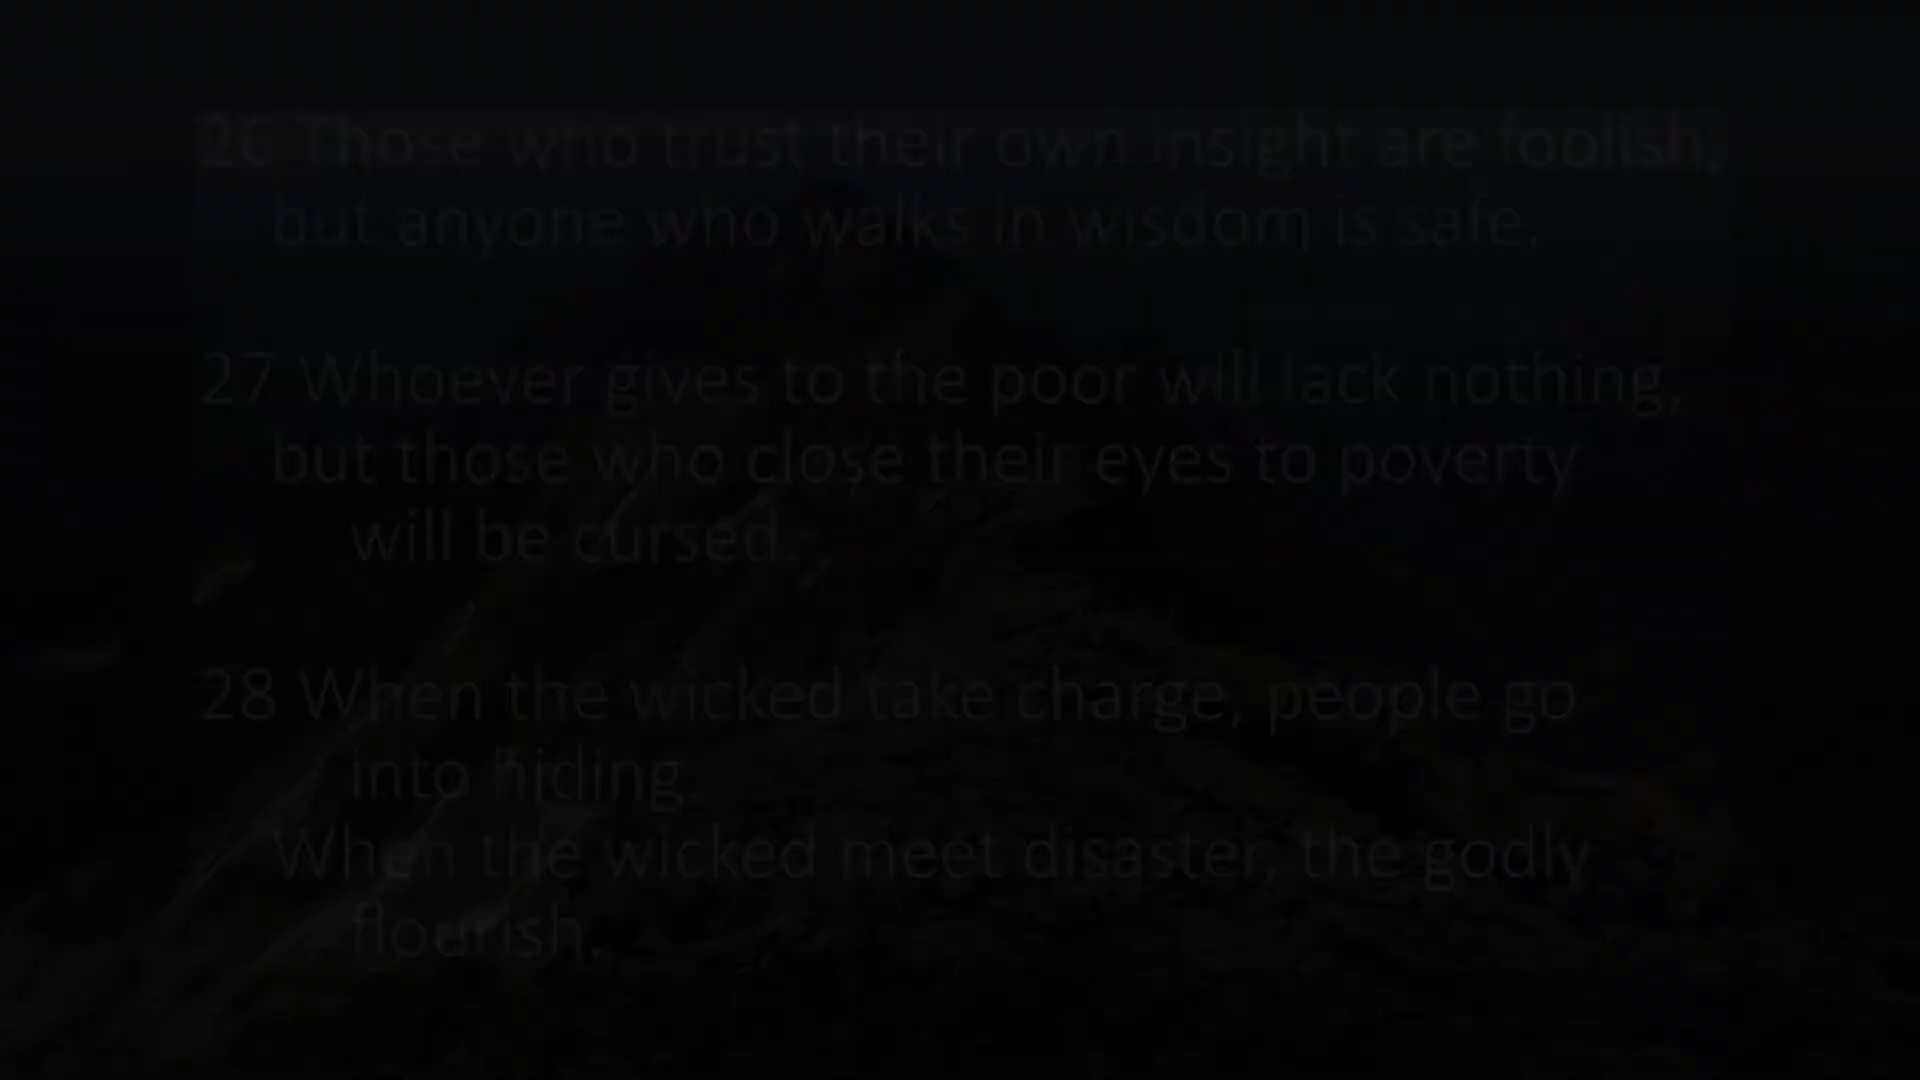 26 Those who trust their own insight are foolish,
but anyone who walks in wisdom is safe.
27 Whoever gives to the poor will lack nothing,
but those who close their eyes to poverty
will be cursed.
28 When the wicked take charge, people go
into hiding.
When the wicked meet disaster, the godly
flourish.